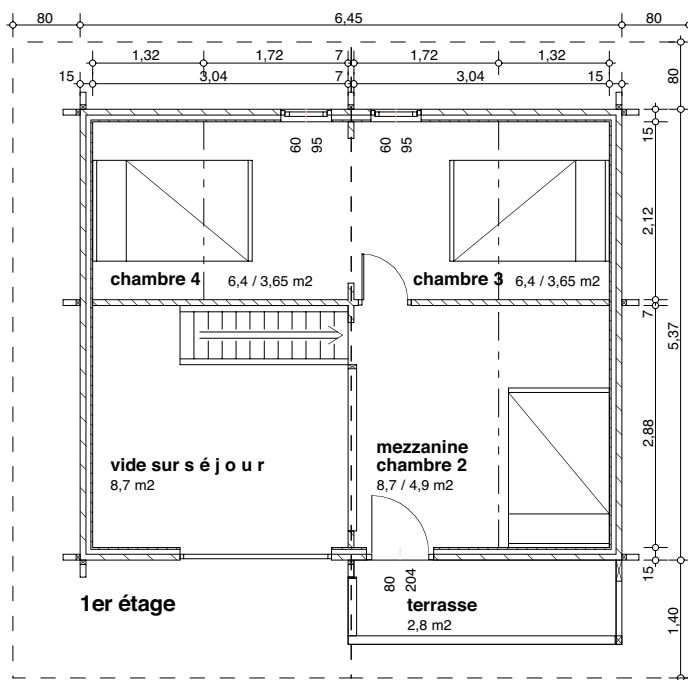 80 6,45 80
1,32 1,72 7 1,72 1,32
15 3,04 7 3,04 15
80
15
60 95 60 95
2,12
chambre 4 6,4 / 3,65 m2
chambre 3 6,4 / 3,65 m2
7
5,37
2,88
vide sur s é j o u r
8,7 m2
mezzanine
chambre 2
8,7 / 4,9 m2
15
80 204
1er étage
terrasse
2,8 m2
1,40